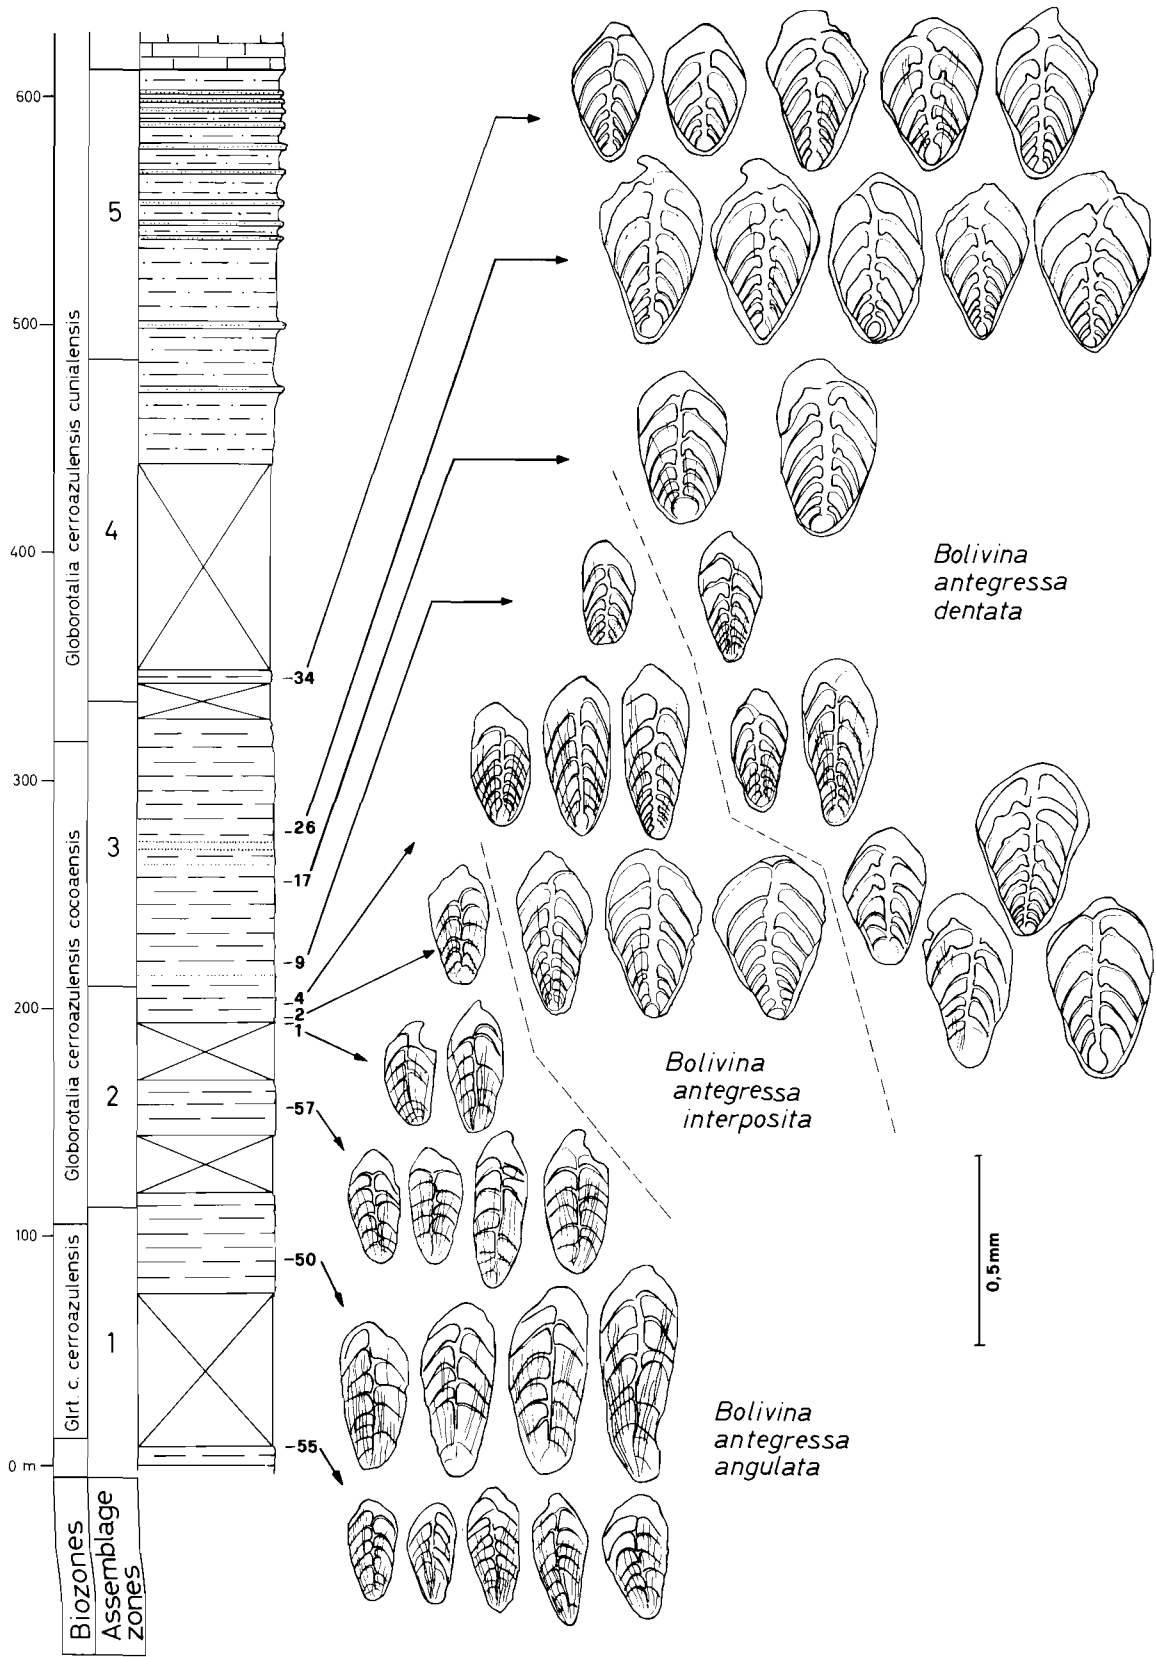 600
500
400
300
200
100
0 m
Globorotalia cerroazulensis cunialensis
Globorotalia cerroazulensis cocoaensis
Glrt. c. cerroazulensis
5
4
3
2
1
Biozones
Assemblage
zones
-34
-26
-17
-9
-4
-2
-1
-57
-50
-55
Bolivina
antegressa
dentata
Bolivina
antegressa
interposita
Bolivina
antegressa
angulata
0,5mm